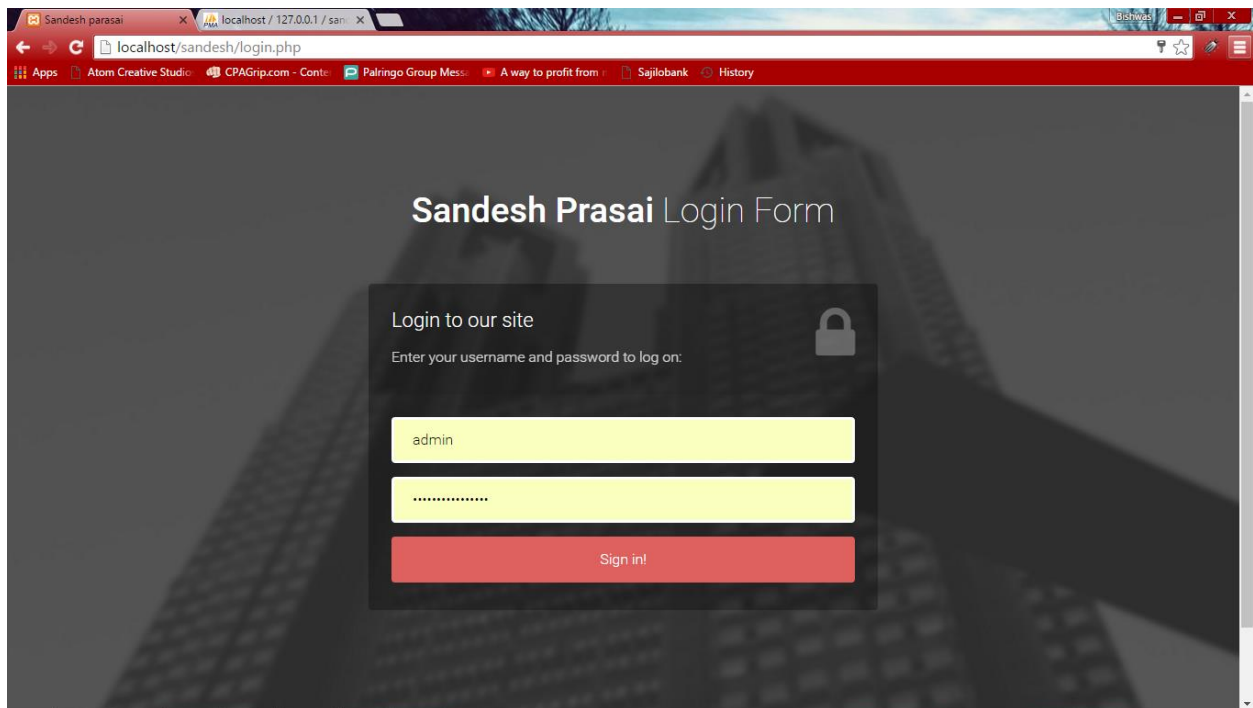 Sandesh parasai
localhost / 127.0.0.1 / san
Bishwas
localhost/sandesh/login.php
Apps
Atom Creative Studio
CPAGrip.com - Conte
Palringo Group Mess
A way to profit from
Sajilobank
History
Sandesh Prasai Login Form
Login to our site
Enter your username and password to log on:
admin
••••••••••••••••
Sign in!